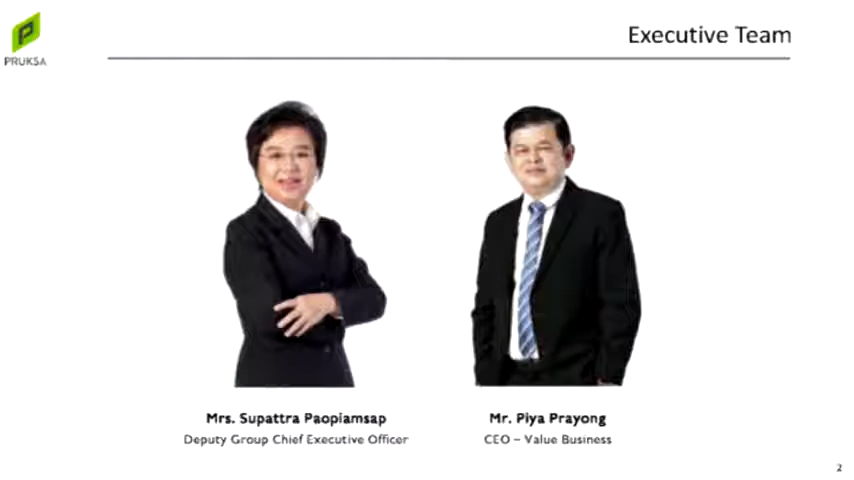 PRUKSA
Executive Team
Mrs. Supattra Paopiamsap
Deputy Group Chief Executive Officer
Mr. Piya Prayong
CEO – Value Business
2